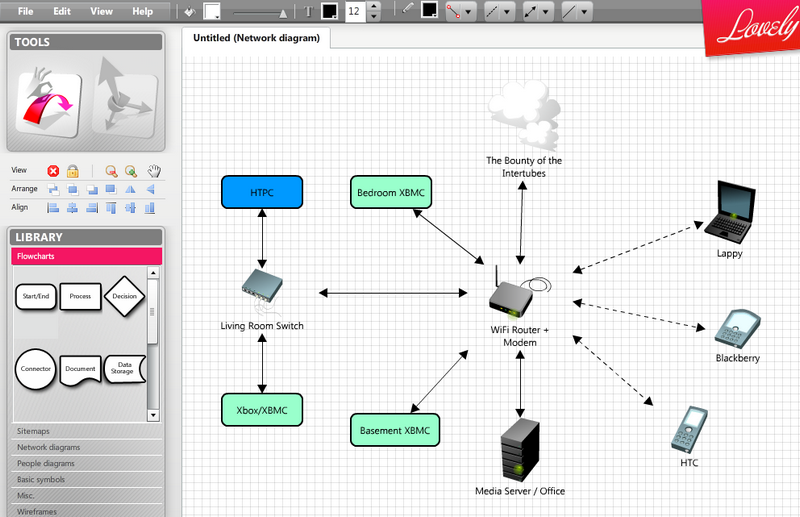 File Edit View Help
12
Lovely
Untitled (Network diagram)
TOOLS
View
Arrange
Align
LIBRARY
Flowcharts
Start/End
Process
Decision
Connector
Document
Data
Storage
Sitemaps
Network diagrams
People diagrams
Basic symbols
Misc.
Wireframes
The Bounty of the
Intertubes
HTPC
Bedroom XBMC
Lappy
Living Room Switch
WiFi Router +
Modem
Blackberry
Xbox/XBMC
Basement XBMC
HTC
Media Server / Office